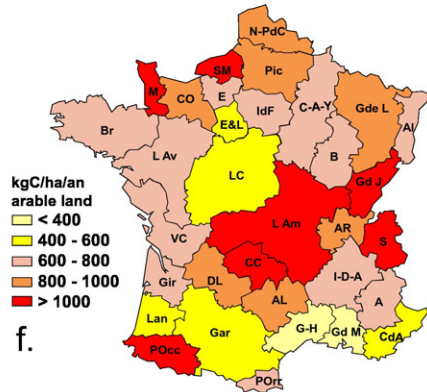 N-PdC
SM
Pic
M
CO
E
IdF
C-A-Y
Gde L
Al
Br
E&L
B
L Av
LC
Gd J
kgC/ha/an
arable land
< 400
400 - 600
600 - 800
800 - 1000
> 1000
L Am
AR
S
VC
CC
I-D-A
Gir
DL
AL
A
Lan
Gar
G-H
Gd M
CdA
POcc
POrt
f.